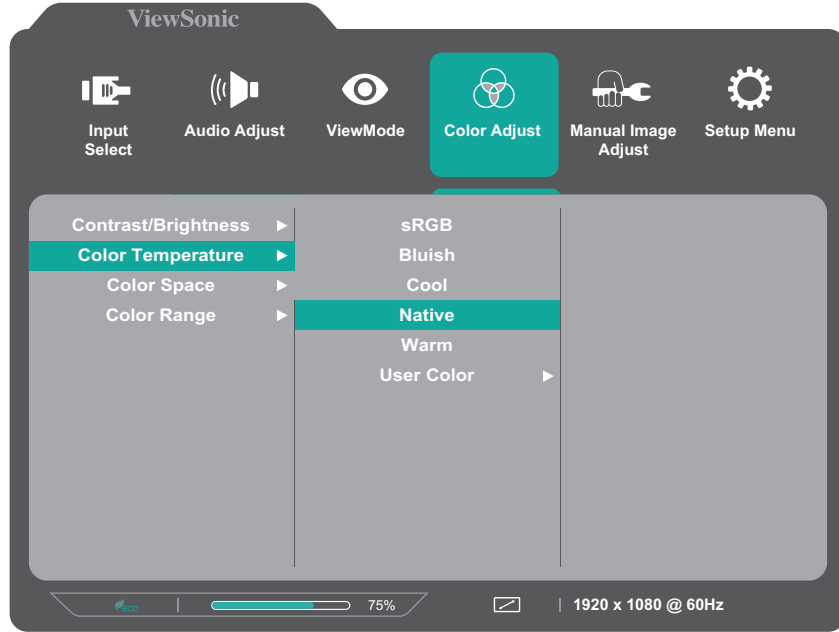 ViewSonic
Input
Select
Audio Adjust
ViewMode
Color Adjust
Manual Image
Adjust
Setup Menu
Contrast/Brightness
Color Temperature
Color Space
Color Range
sRGB
Bluish
Cool
Native
Warm
User Color
eco
75%
1920 x 1080 @ 60Hz